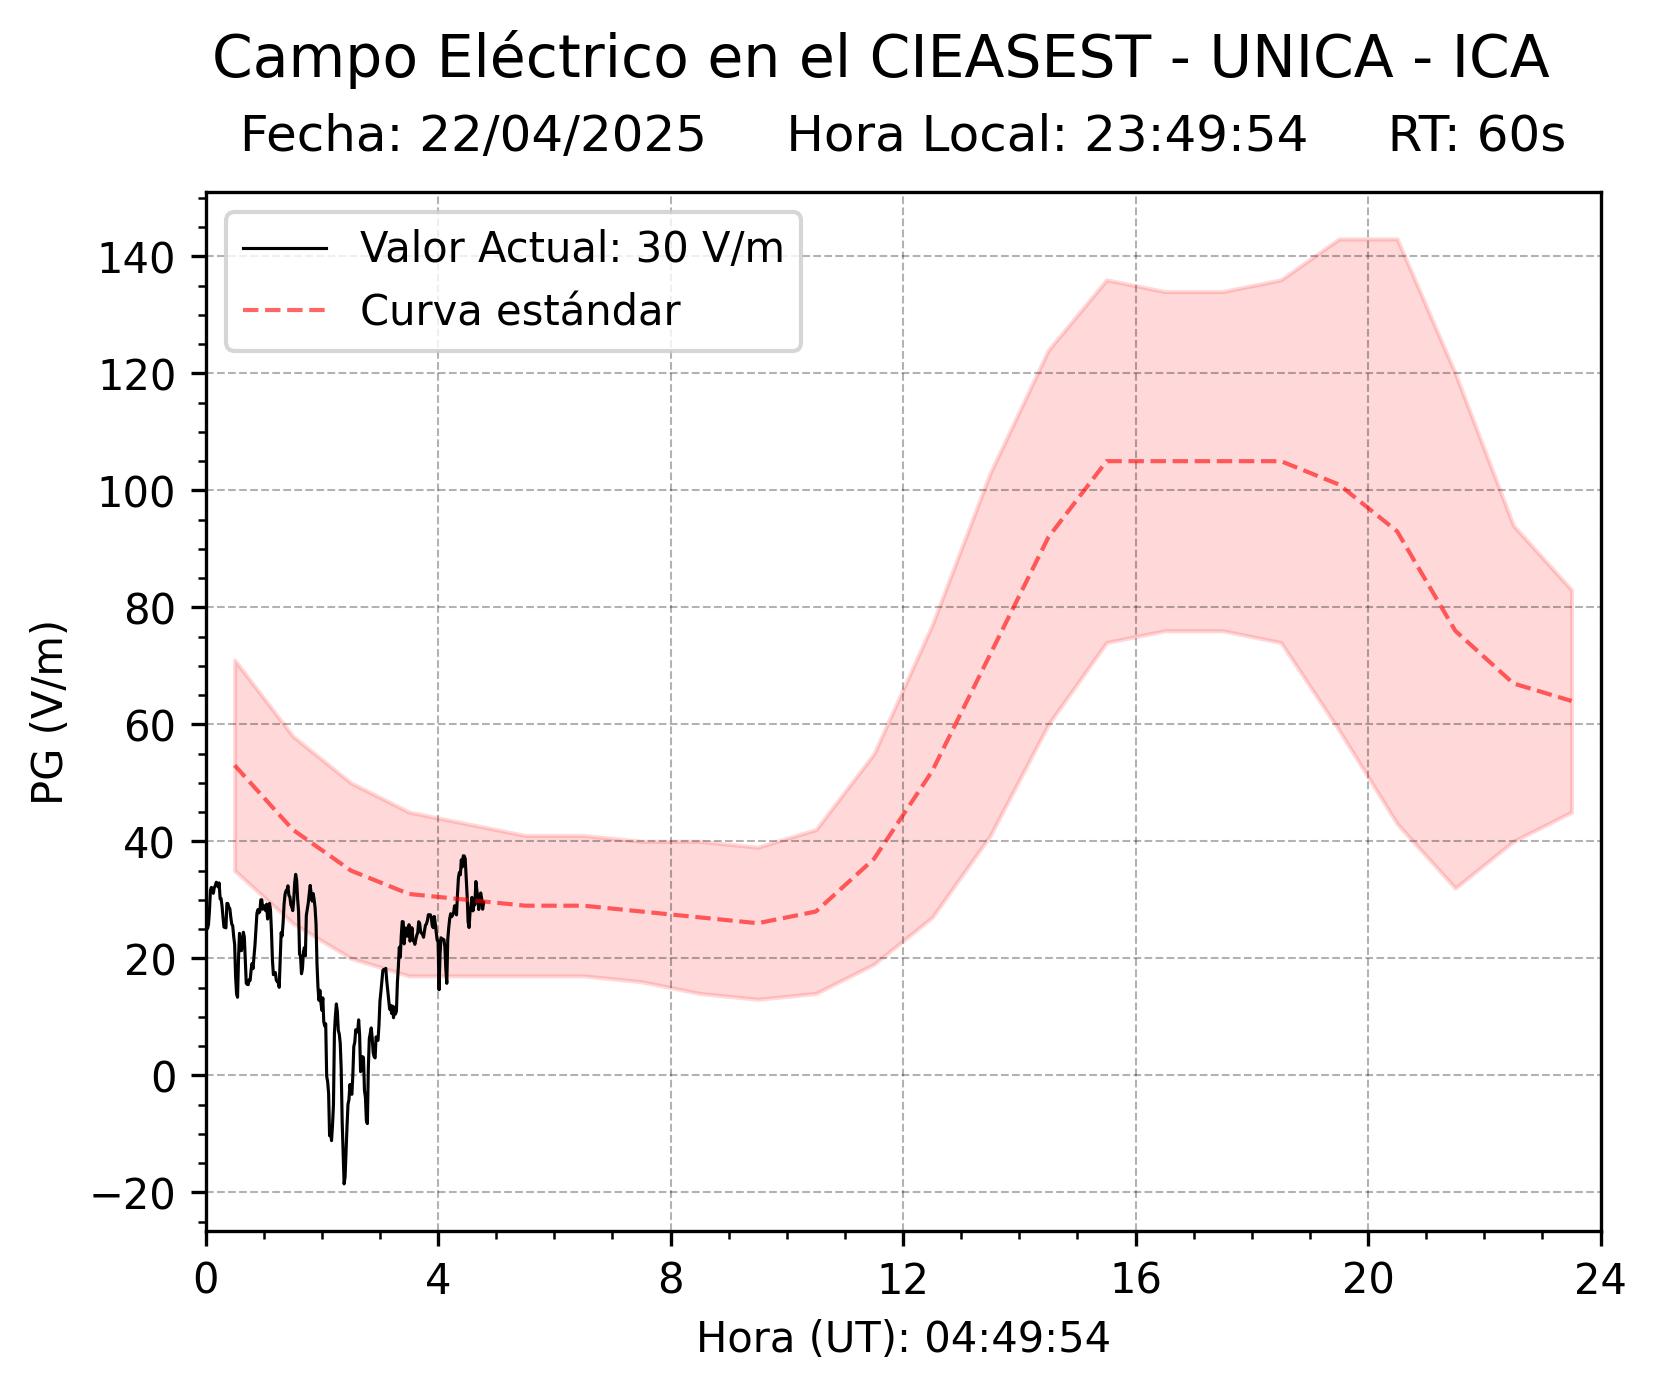 Campo Eléctrico en el CIEASEST - UNICA - ICA
Fecha: 22/04/2025 Hora Local: 23:49:54 RT: 60s
Valor Actual: 30 V/m
Curva estándar
PG (V/m)
140
120
100
80
60
40
20
0
−20
0 4 8 12 16 20 24
Hora (UT): 04:49:54